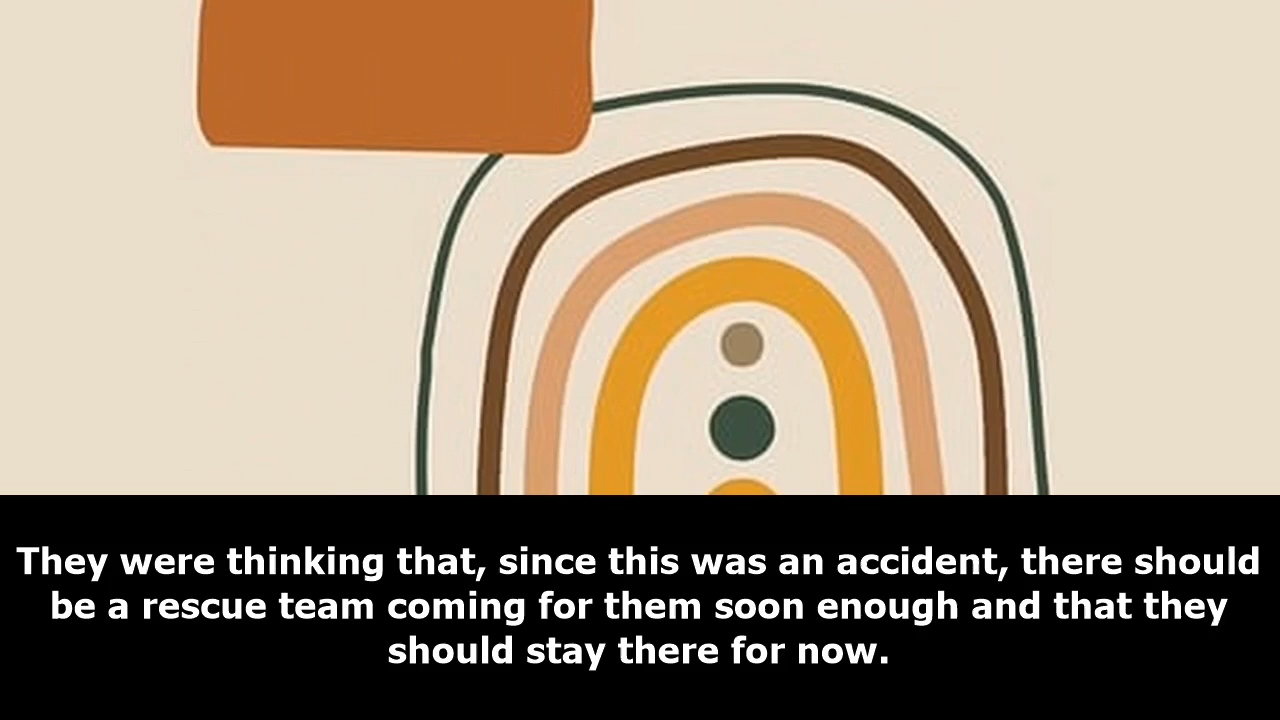 They were thinking that, since this was an accident, there should
be a rescue team coming for them soon enough and that they
should stay there for now.